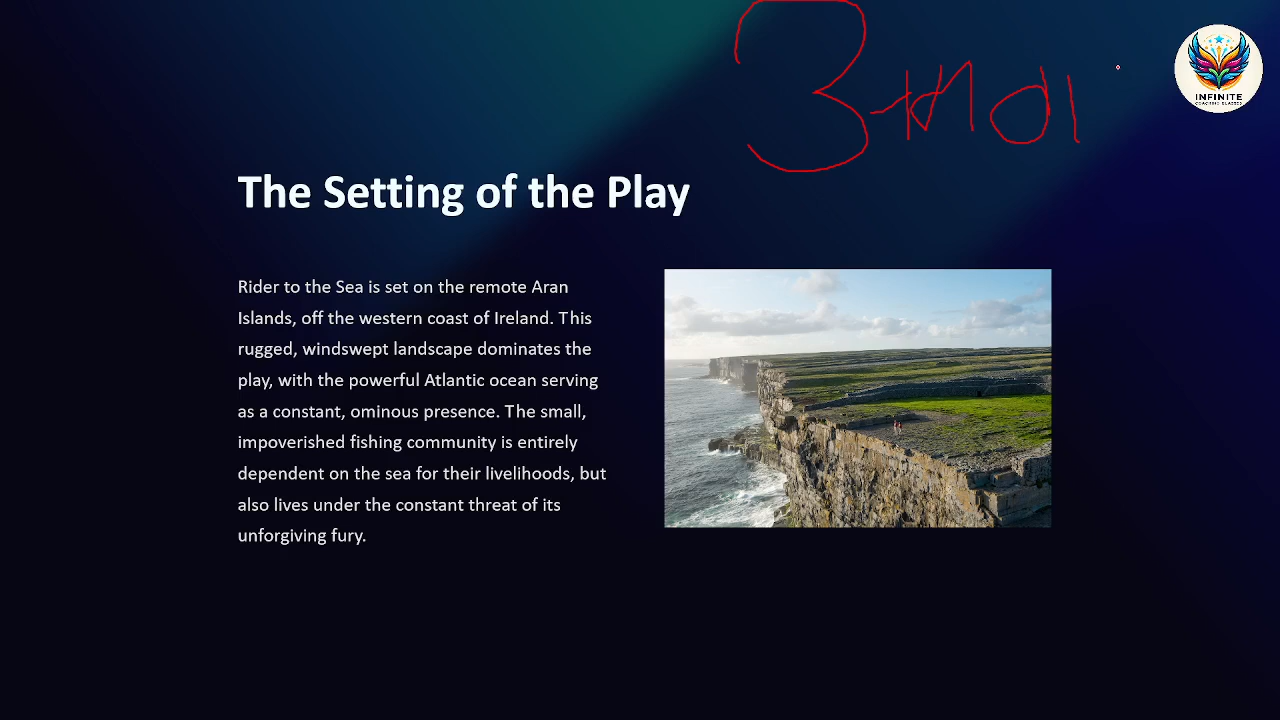 INFINITE
COACHING CLASSES
The Setting of the Play
Rider to the Sea is set on the remote Aran
Islands, off the western coast of Ireland. This
rugged, windswept landscape dominates the
play, with the powerful Atlantic ocean serving
as a constant, ominous presence. The small,
impoverished fishing community is entirely
dependent on the sea for their livelihoods, but
also lives under the constant threat of its
unforgiving fury.